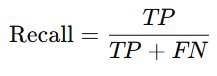 Recall = TP / (TP + FN)